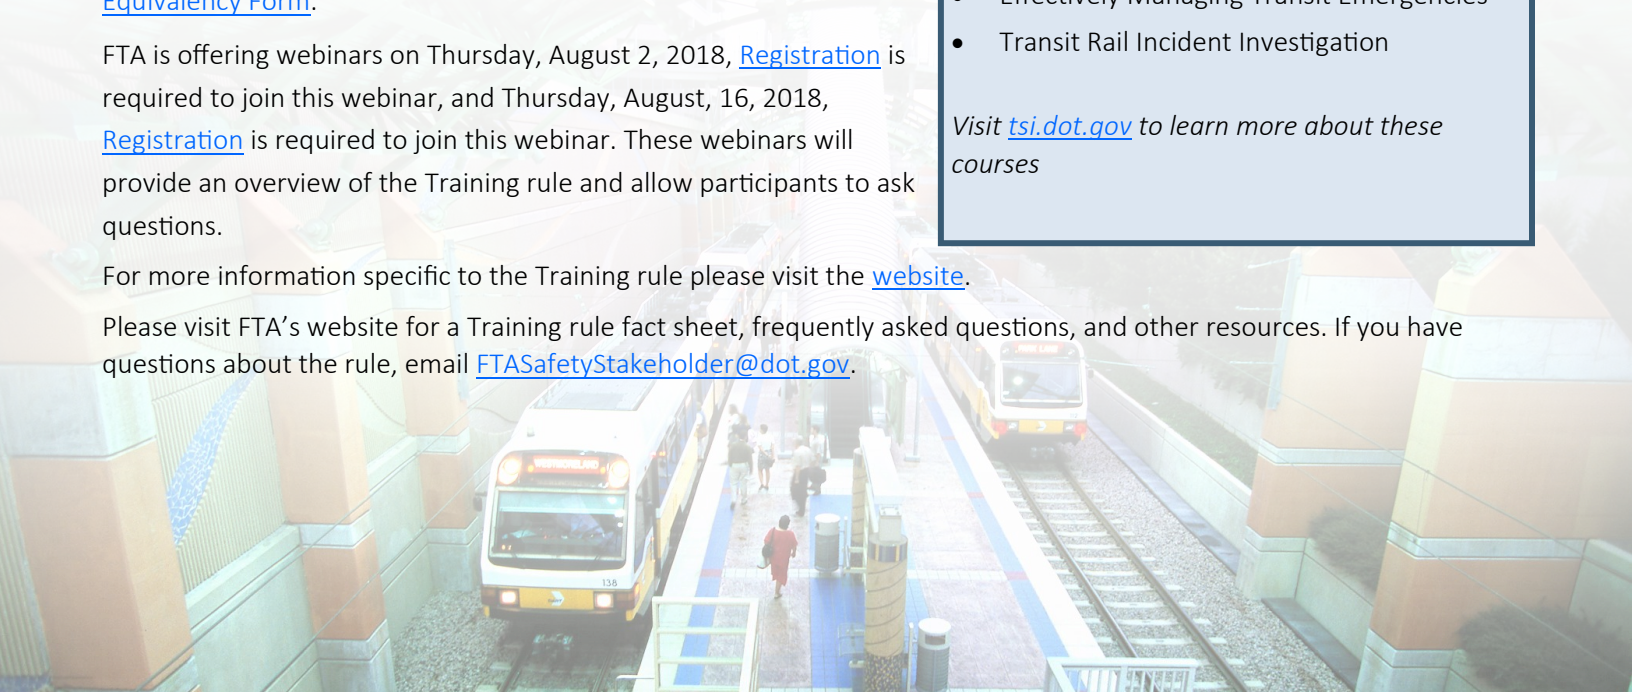 Equivalency Form.
FTA is offering webinars on Thursday, August 2, 2018, Registration is
required to join this webinar, and Thursday, August, 16, 2018,
Registration is required to join this webinar. These webinars will
provide an overview of the Training rule and allow participants to ask
questions.
Effectively Managing Transit Emergencies
• Transit Rail Incident Investigation
Visit tsi.dot.gov to learn more about these
courses
For more information specific to the Training rule please visit the website.
Please visit FTA’s website for a Training rule fact sheet, frequently asked questions, and other resources. If you have
questions about the rule, email FTASafetyStakeholder@dot.gov.
138